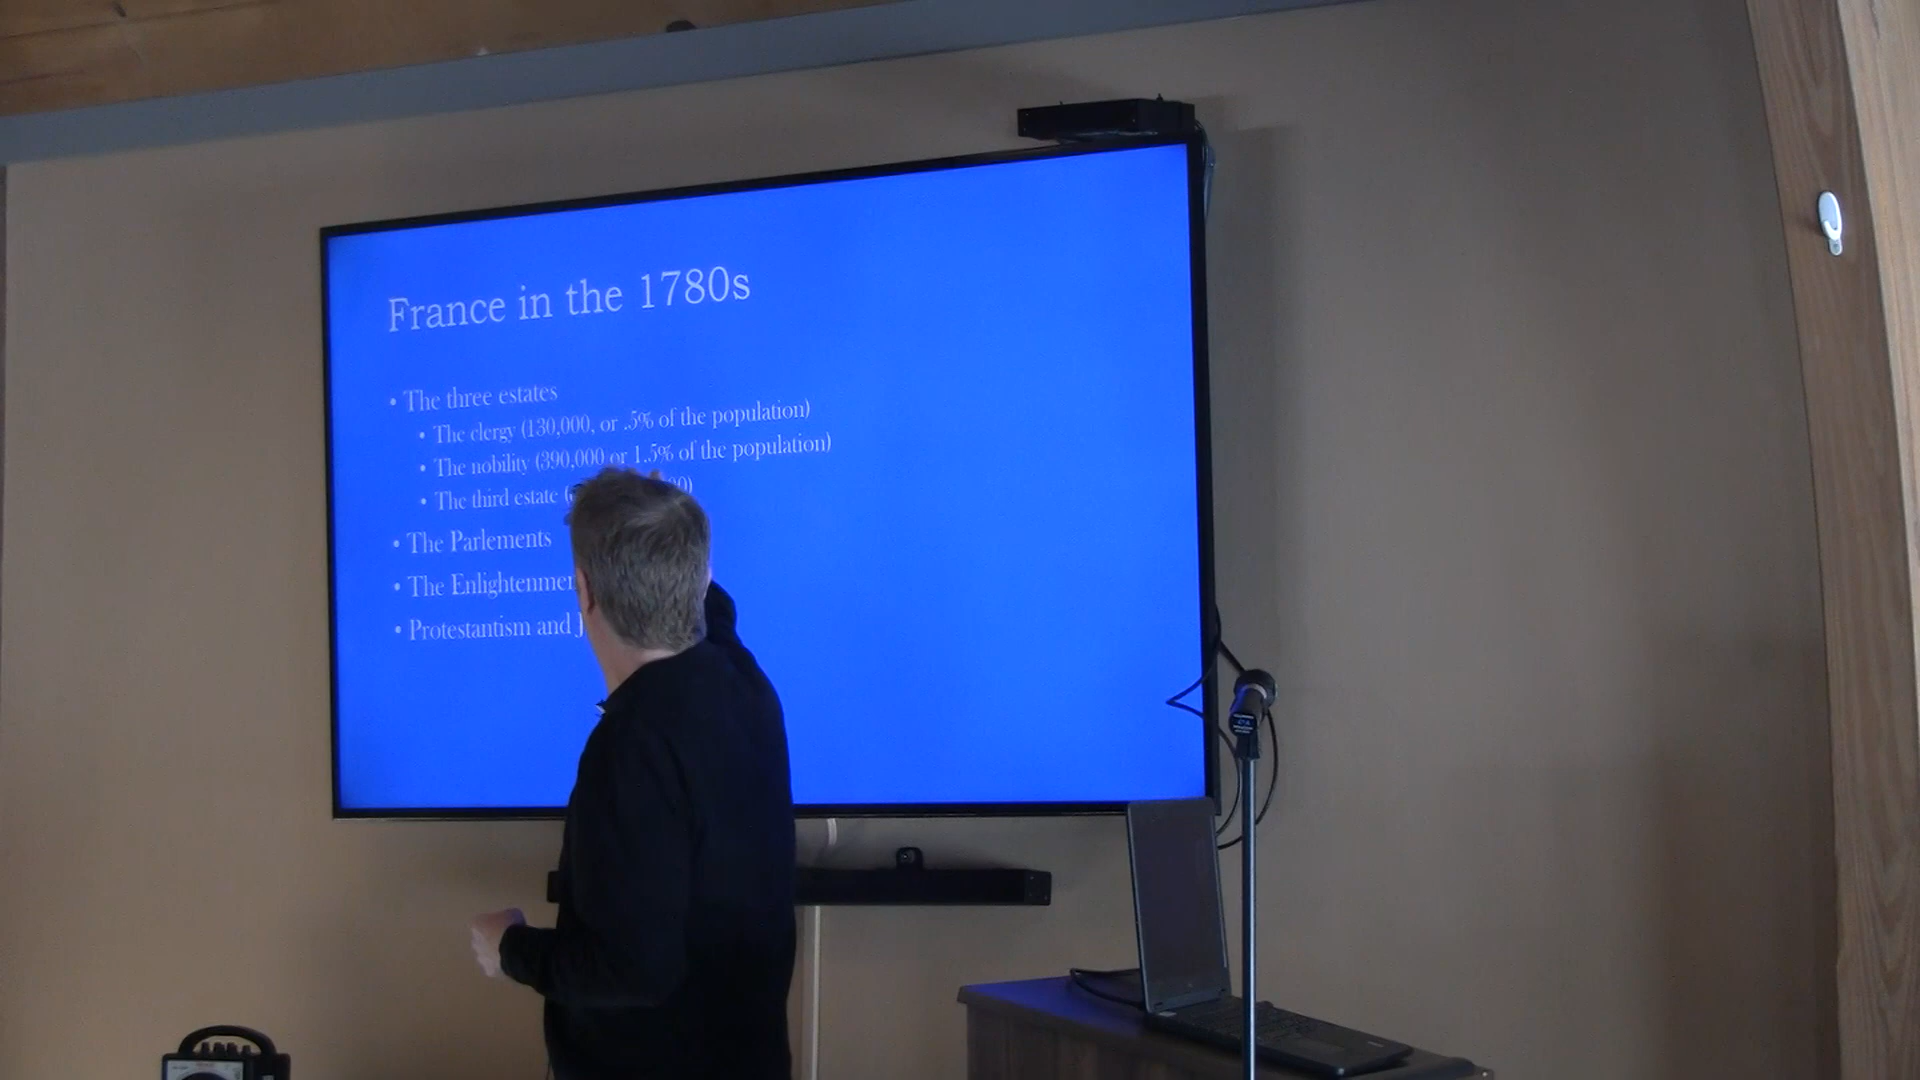 France in the 1780s
• The three estates
• The clergy (130,000, or .5% of the population)
• The nobility (390,000 or 1.5% of the population)
• The third estate (
• The Parlements
• The Enlightenmen
• Protestantism and J